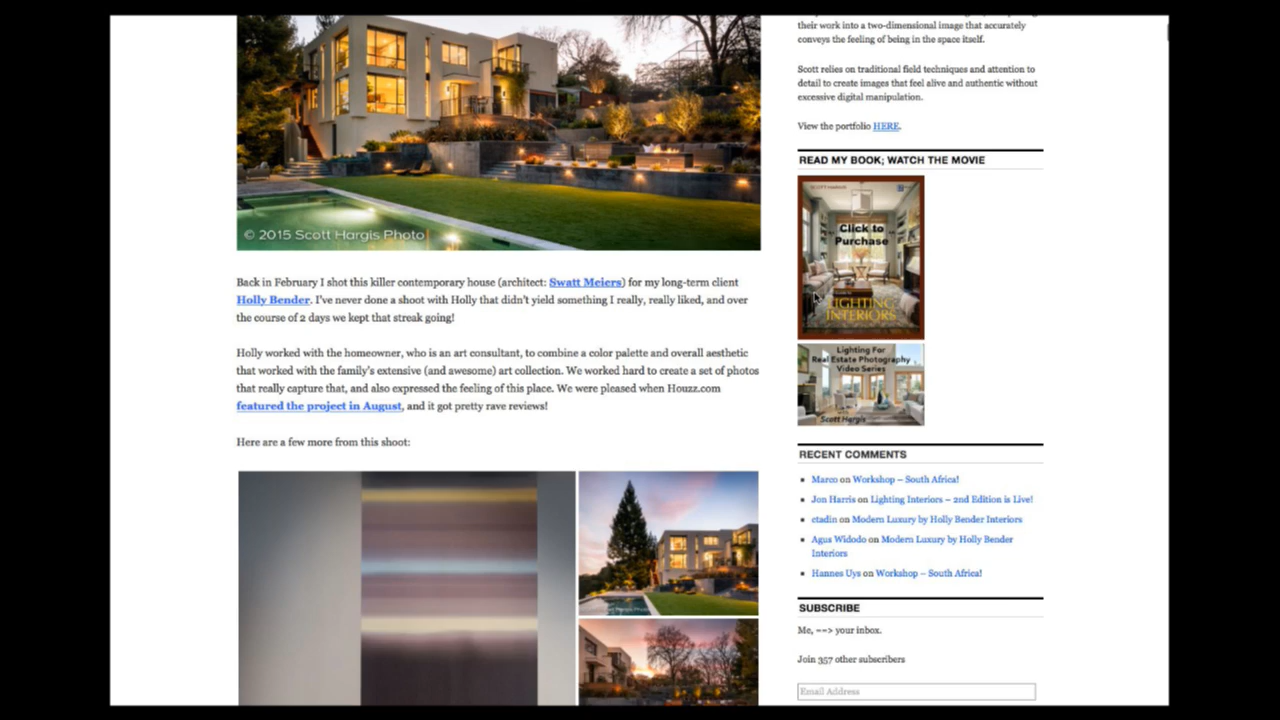 © 2015 Scott Hargis Photo
Back in February I shot this killer contemporary house (architect: Swatt Meiers) for my long-term client
Holly Bender. I've never done a shoot with Holly that didn't yield something I really, really liked, and over
the course of 2 days we kept that streak going!
Holly worked with the homeowner, who is an art consultant, to combine a color palette and overall aesthetic
that worked with the family's extensive (and awesome) art collection. We worked hard to create a set of photos
that really capture that, and also expressed the feeling of this place. We were pleased when Houzz.com
featured the project in August, and it got pretty rave reviews!
Here are a few more from this shoot:
their work into a two-dimensional image that accurately
conveys the feeling of being in the space itself.
Scott relies on traditional field techniques and attention to
detail to create images that feel alive and authentic without
excessive digital manipulation.
View the portfolio HERE.
READ MY BOOK; WATCH THE MOVIE
SCOTT HARGIS
Click to
Purchase
LIGHTING
INTERIORS
Lighting For
Real Estate Photography
Video Series
Scott Hargis
RECENT COMMENTS
Marco on Workshop – South Africa!
Jon Harris on Lighting Interiors – 2nd Edition is Live!
ctadin on Modern Luxury by Holly Bender Interiors
Agus Widodo on Modern Luxury by Holly Bender
Interiors
Hannes Uys on Workshop – South Africa!
SUBSCRIBE
Me, ==> your inbox.
Join 357 other subscribers
Email Address